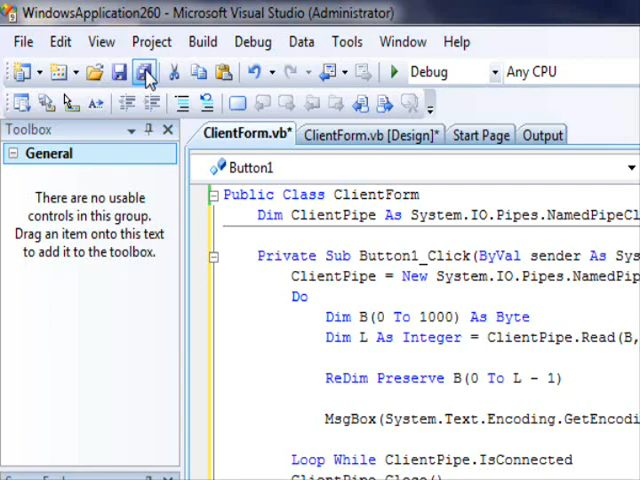 WindowsApplication260 - Microsoft Visual Studio (Administrator)
File Edit View Project Build Debug Data Tools Window Help
Debug Any CPU
Toolbox
ClientForm.vb* ClientForm.vb [Design]* Start Page Output
General
Button1
There are no usable
controls in this group.
Drag an item onto this text
to add it to the toolbox.
Public Class ClientForm
Dim ClientPipe As System.IO.Pipes.NamedPipeCl
Private Sub Button1_Click(ByVal sender As Sys
ClientPipe = New System.IO.Pipes.NamedPip
Do
Dim B(0 To 1000) As Byte
Dim L As Integer = ClientPipe.Read(B,
ReDim Preserve B(0 To L - 1)
MsgBox(System.Text.Encoding.GetEncodi
Loop While ClientPipe.IsConnected
ClientPipe.Close()